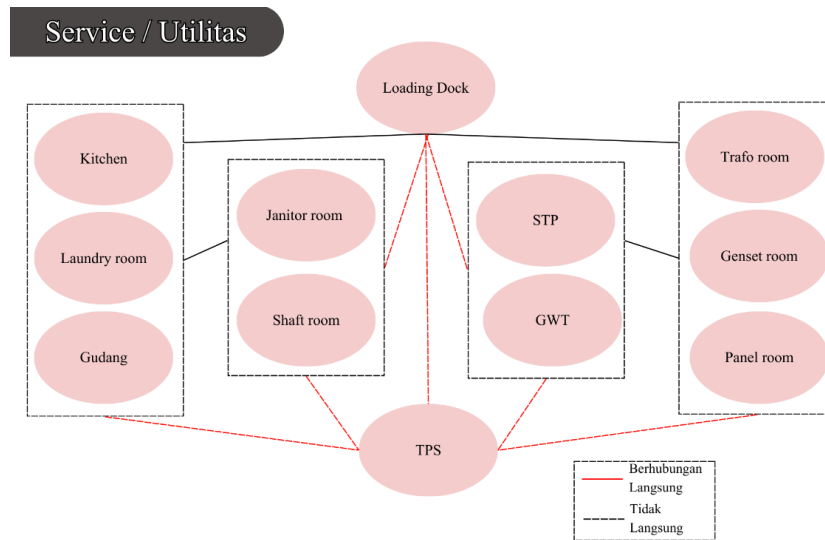 Service / Utilitas
Loading Dock
Kitchen
Laundry room
Gudang
Janitor room
Shaft room
STP
GWT
Trafo room
Genset room
Panel room
TPS
Berhubungan
Langsung
Tidak
Langsung